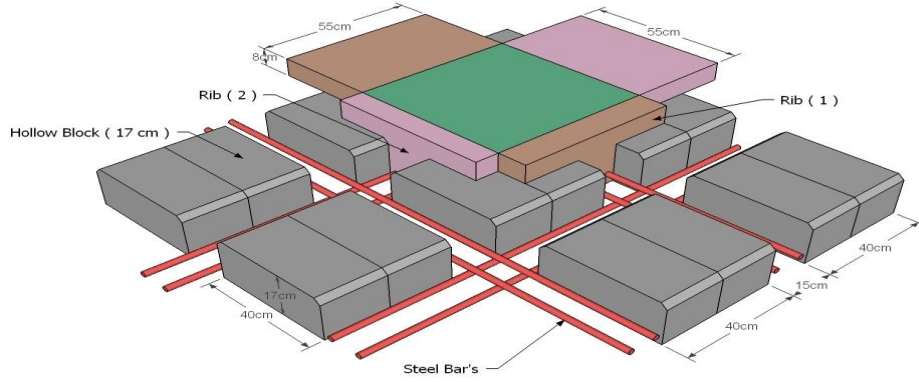 55cm
55cm
8cm
Rib ( 2 )
Rib ( 1 )
Hollow Block ( 17 cm )
17cm
40cm
40cm
15cm
40cm
Steel Bar's